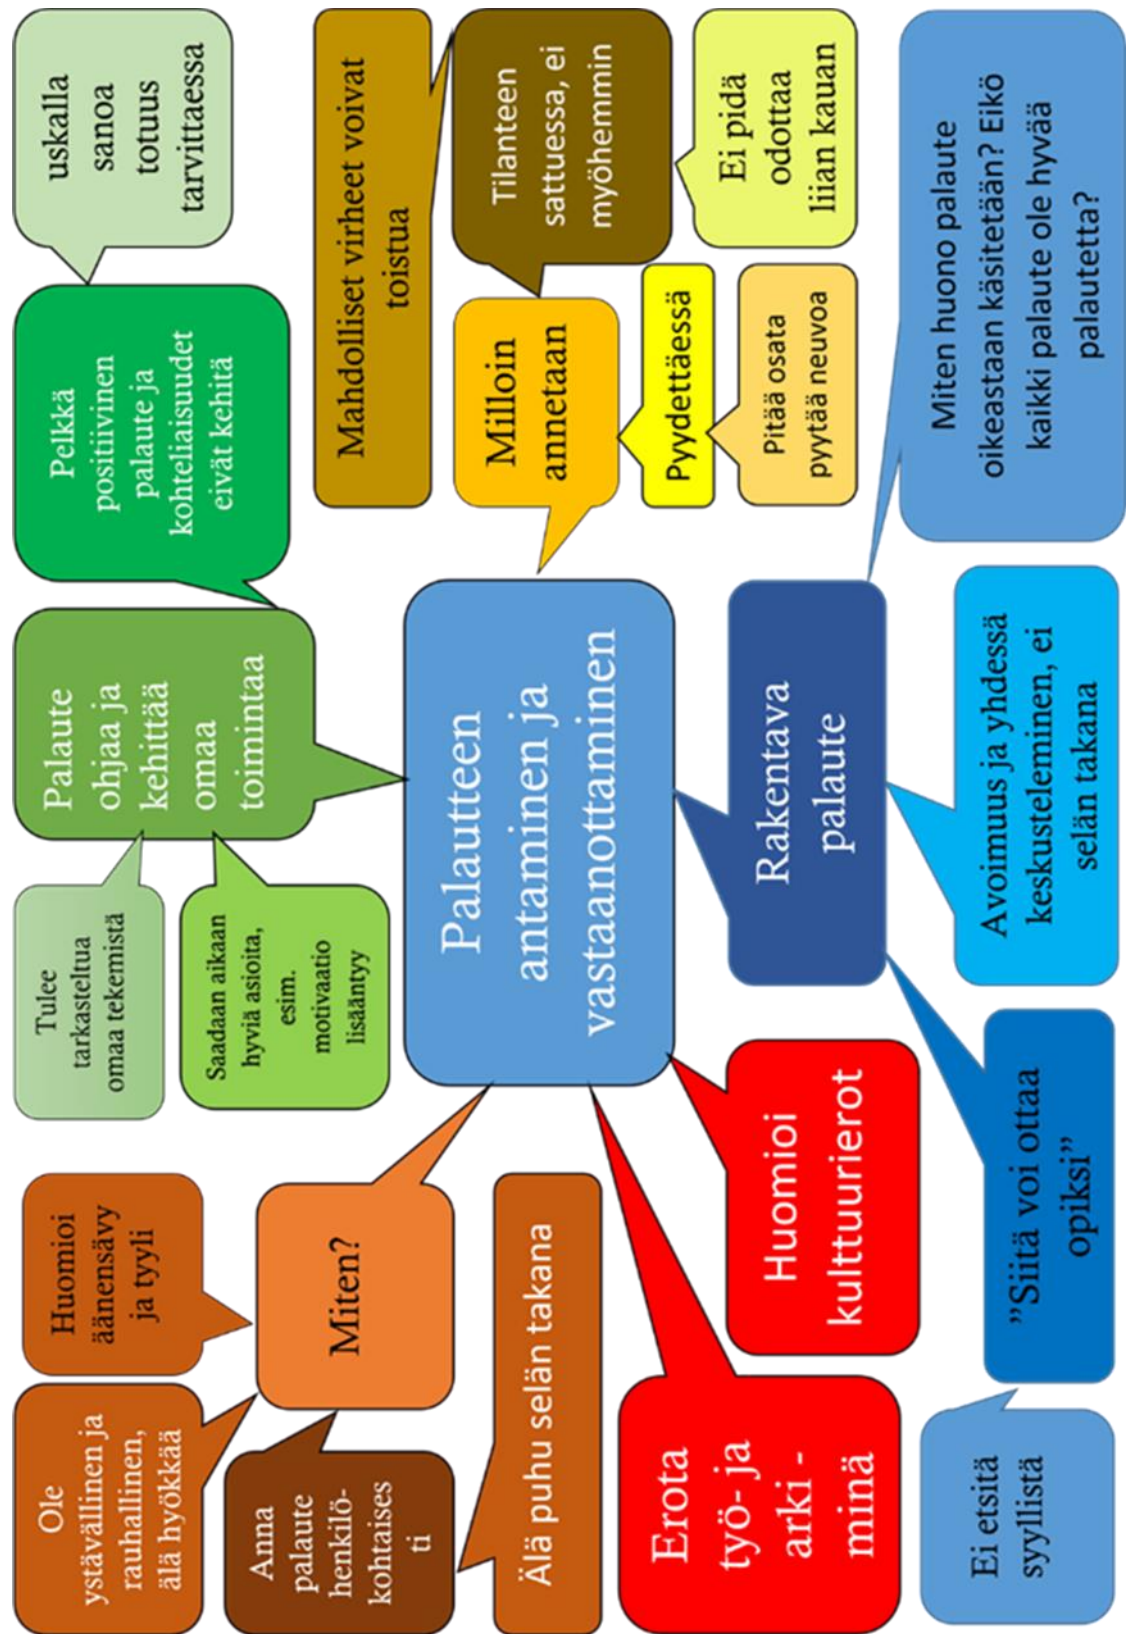 Ole
ystävällinen ja
rauhallinen,
älä hyökkää
Huomioi
äänensävy
ja tyyli
Tulee
tarkasteltua
omaa tekemistä
Palaute
ohjaa ja
kehittää
omaa
toimintaa
Pelkkä
positiivinen
palaute ja
kohteliaisuudet
eivät kehitä
uskalla
sanoa
totuus
tarvittaessa
Saadaan aikaan
hyviä asioita,
esim.
motivaatio
lisääntyy
Anna
palaute
henkilö-
kohtaises
ti
Miten?
Älä puhu selän takana
Palautteen
antaminen ja
vastaanottaminen
Mahdolliset virheet voivat
toistua
Milloin
annetaan
Tilanteen
sattuessa, ei
myöhemmin
Pyydettäessä
Pitää osata
pyytää neuvoa
Ei pidä
odottaa
liian kauan
Erota
työ- ja
arki -
minä
Huomioi
kulttuurierot
Rakentava
palaute
Ei etsitä
syyllistä
”Siitä voi ottaa
opiksi”
Avoimuus ja yhdessä
keskusteleminen, ei
selän takana
Miten huono palaute
oikeastaan käsitetään? Eikö
kaikki palaute ole hyvää
palautetta?